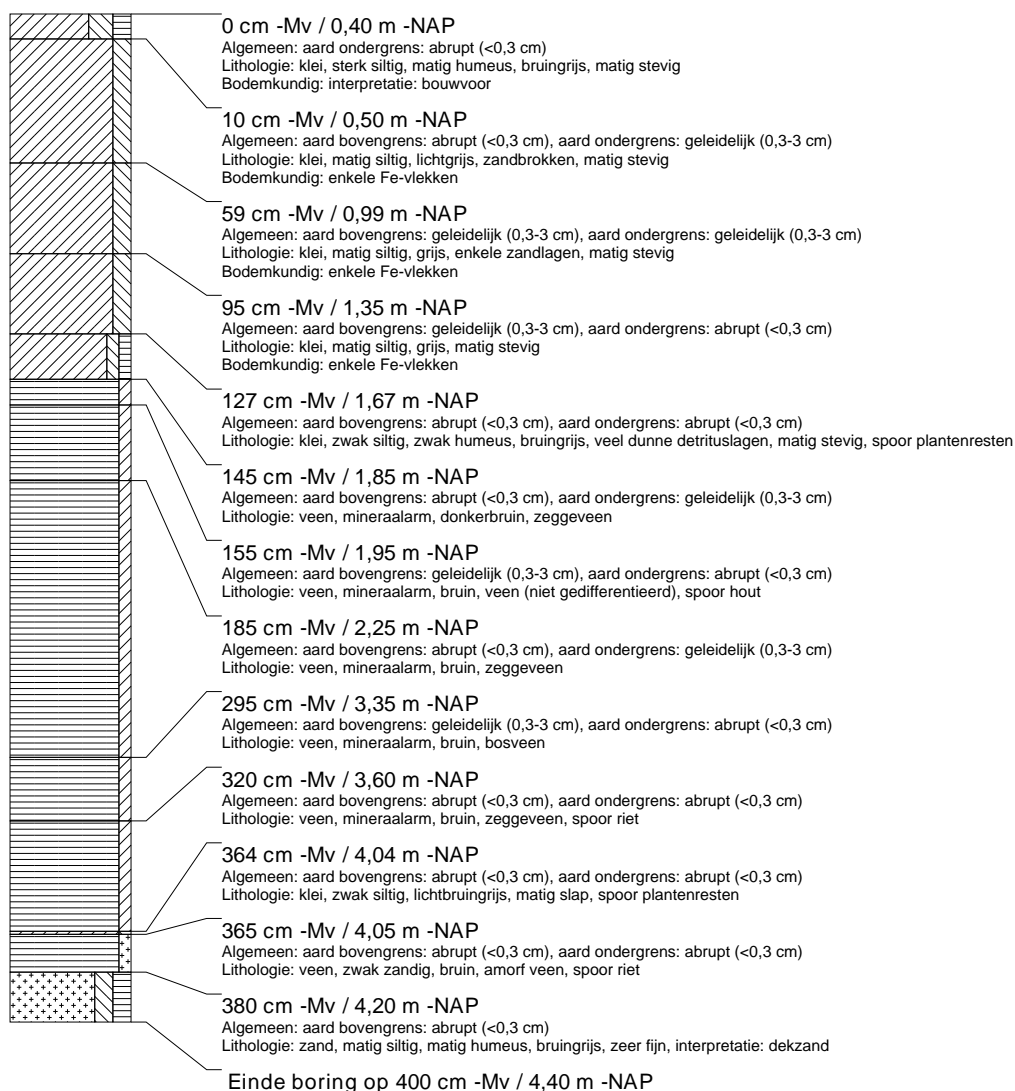 0 cm -Mv / 0,40 m -NAP
Algemeen: aard ondergrens: abrupt (<0,3 cm)
Lithologie: klei, sterk siltig, matig humeus, bruingrijs, matig stevig
Bodemkundig: interpretatie: bouwvoor
10 cm -Mv / 0,50 m -NAP
Algemeen: aard bovengrens: abrupt (<0,3 cm), aard ondergrens: geleidelijk (0,3-3 cm)
Lithologie: klei, matig siltig, lichtgrijs, zandbrokken, matig stevig
Bodemkundig: enkele Fe-vlekken
59 cm -Mv / 0,99 m -NAP
Algemeen: aard bovengrens: geleidelijk (0,3-3 cm), aard ondergrens: geleidelijk (0,3-3 cm)
Lithologie: klei, matig siltig, grijs, enkele zandlagen, matig stevig
Bodemkundig: enkele Fe-vlekken
95 cm -Mv / 1,35 m -NAP
Algemeen: aard bovengrens: geleidelijk (0,3-3 cm), aard ondergrens: abrupt (<0,3 cm)
Lithologie: klei, matig siltig, grijs, matig stevig
Bodemkundig: enkele Fe-vlekken
127 cm -Mv / 1,67 m -NAP
Algemeen: aard bovengrens: abrupt (<0,3 cm), aard ondergrens: abrupt (<0,3 cm)
Lithologie: klei, zwak siltig, zwak humeus, bruingrijs, veel dunne detrituslagen, matig stevig, spoor plantenresten
145 cm -Mv / 1,85 m -NAP
Algemeen: aard bovengrens: abrupt (<0,3 cm), aard ondergrens: geleidelijk (0,3-3 cm)
Lithologie: veen, mineraalarm, donkerbruin, zeggeveen
155 cm -Mv / 1,95 m -NAP
Algemeen: aard bovengrens: geleidelijk (0,3-3 cm), aard ondergrens: abrupt (<0,3 cm)
Lithologie: veen, mineraalarm, bruin, veen (niet gedifferentieerd), spoor hout
185 cm -Mv / 2,25 m -NAP
Algemeen: aard bovengrens: abrupt (<0,3 cm), aard ondergrens: geleidelijk (0,3-3 cm)
Lithologie: veen, mineraalarm, bruin, zeggeveen
295 cm -Mv / 3,35 m -NAP
Algemeen: aard bovengrens: geleidelijk (0,3-3 cm), aard ondergrens: abrupt (<0,3 cm)
Lithologie: veen, mineraalarm, bruin, bosveen
320 cm -Mv / 3,60 m -NAP
Algemeen: aard bovengrens: abrupt (<0,3 cm), aard ondergrens: abrupt (<0,3 cm)
Lithologie: veen, mineraalarm, bruin, zeggeveen, spoor riet
364 cm -Mv / 4,04 m -NAP
Algemeen: aard bovengrens: abrupt (<0,3 cm), aard ondergrens: abrupt (<0,3 cm)
Lithologie: klei, zwak siltig, lichtbruingrijs, matig slap, spoor plantenresten
365 cm -Mv / 4,05 m -NAP
Algemeen: aard bovengrens: abrupt (<0,3 cm), aard ondergrens: abrupt (<0,3 cm)
Lithologie: veen, zwak zandig, bruin, amorf veen, spoor riet
380 cm -Mv / 4,20 m -NAP
Algemeen: aard bovengrens: abrupt (<0,3 cm)
Lithologie: zand, matig siltig, matig humeus, bruingrijs, zeer fijn, interpretatie: dekzand
Einde boring op 400 cm -Mv / 4,40 m -NAP